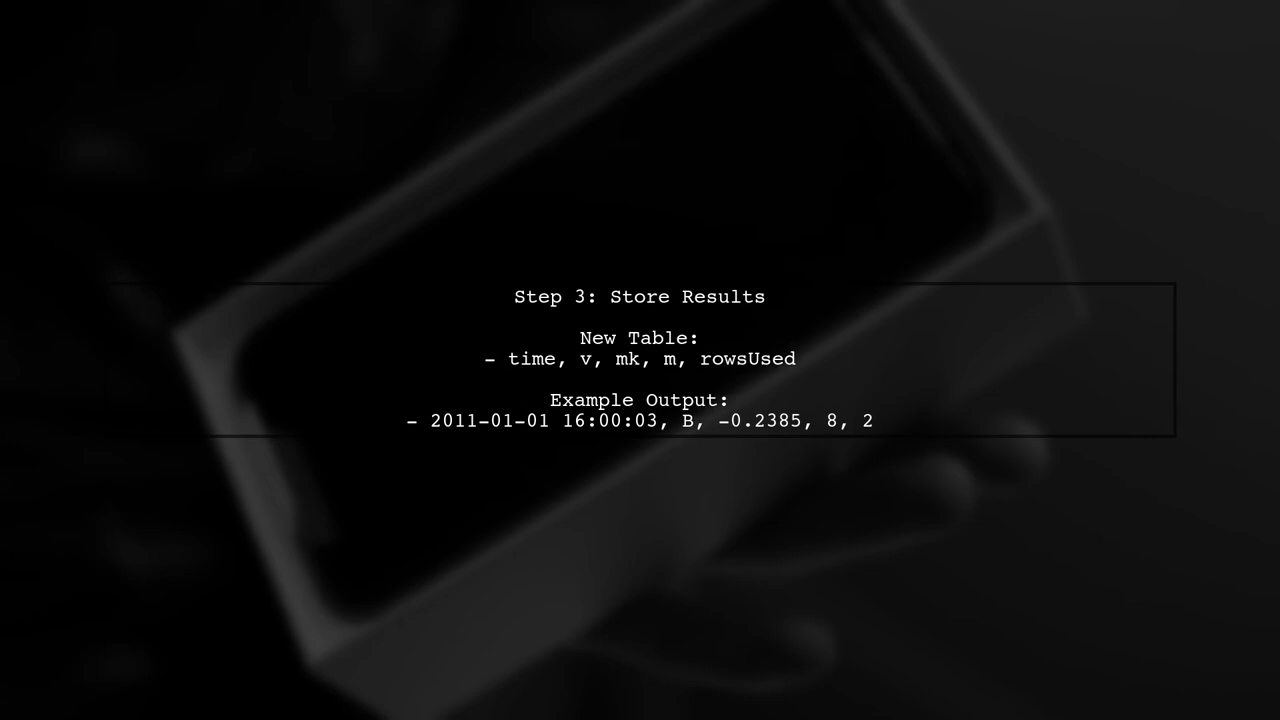 Step 3: Store Results
New Table:
- time, v, mk, m, rowsUsed
Example Output:
- 2011-01-01 16:00:03, B, -0.2385, 8, 2